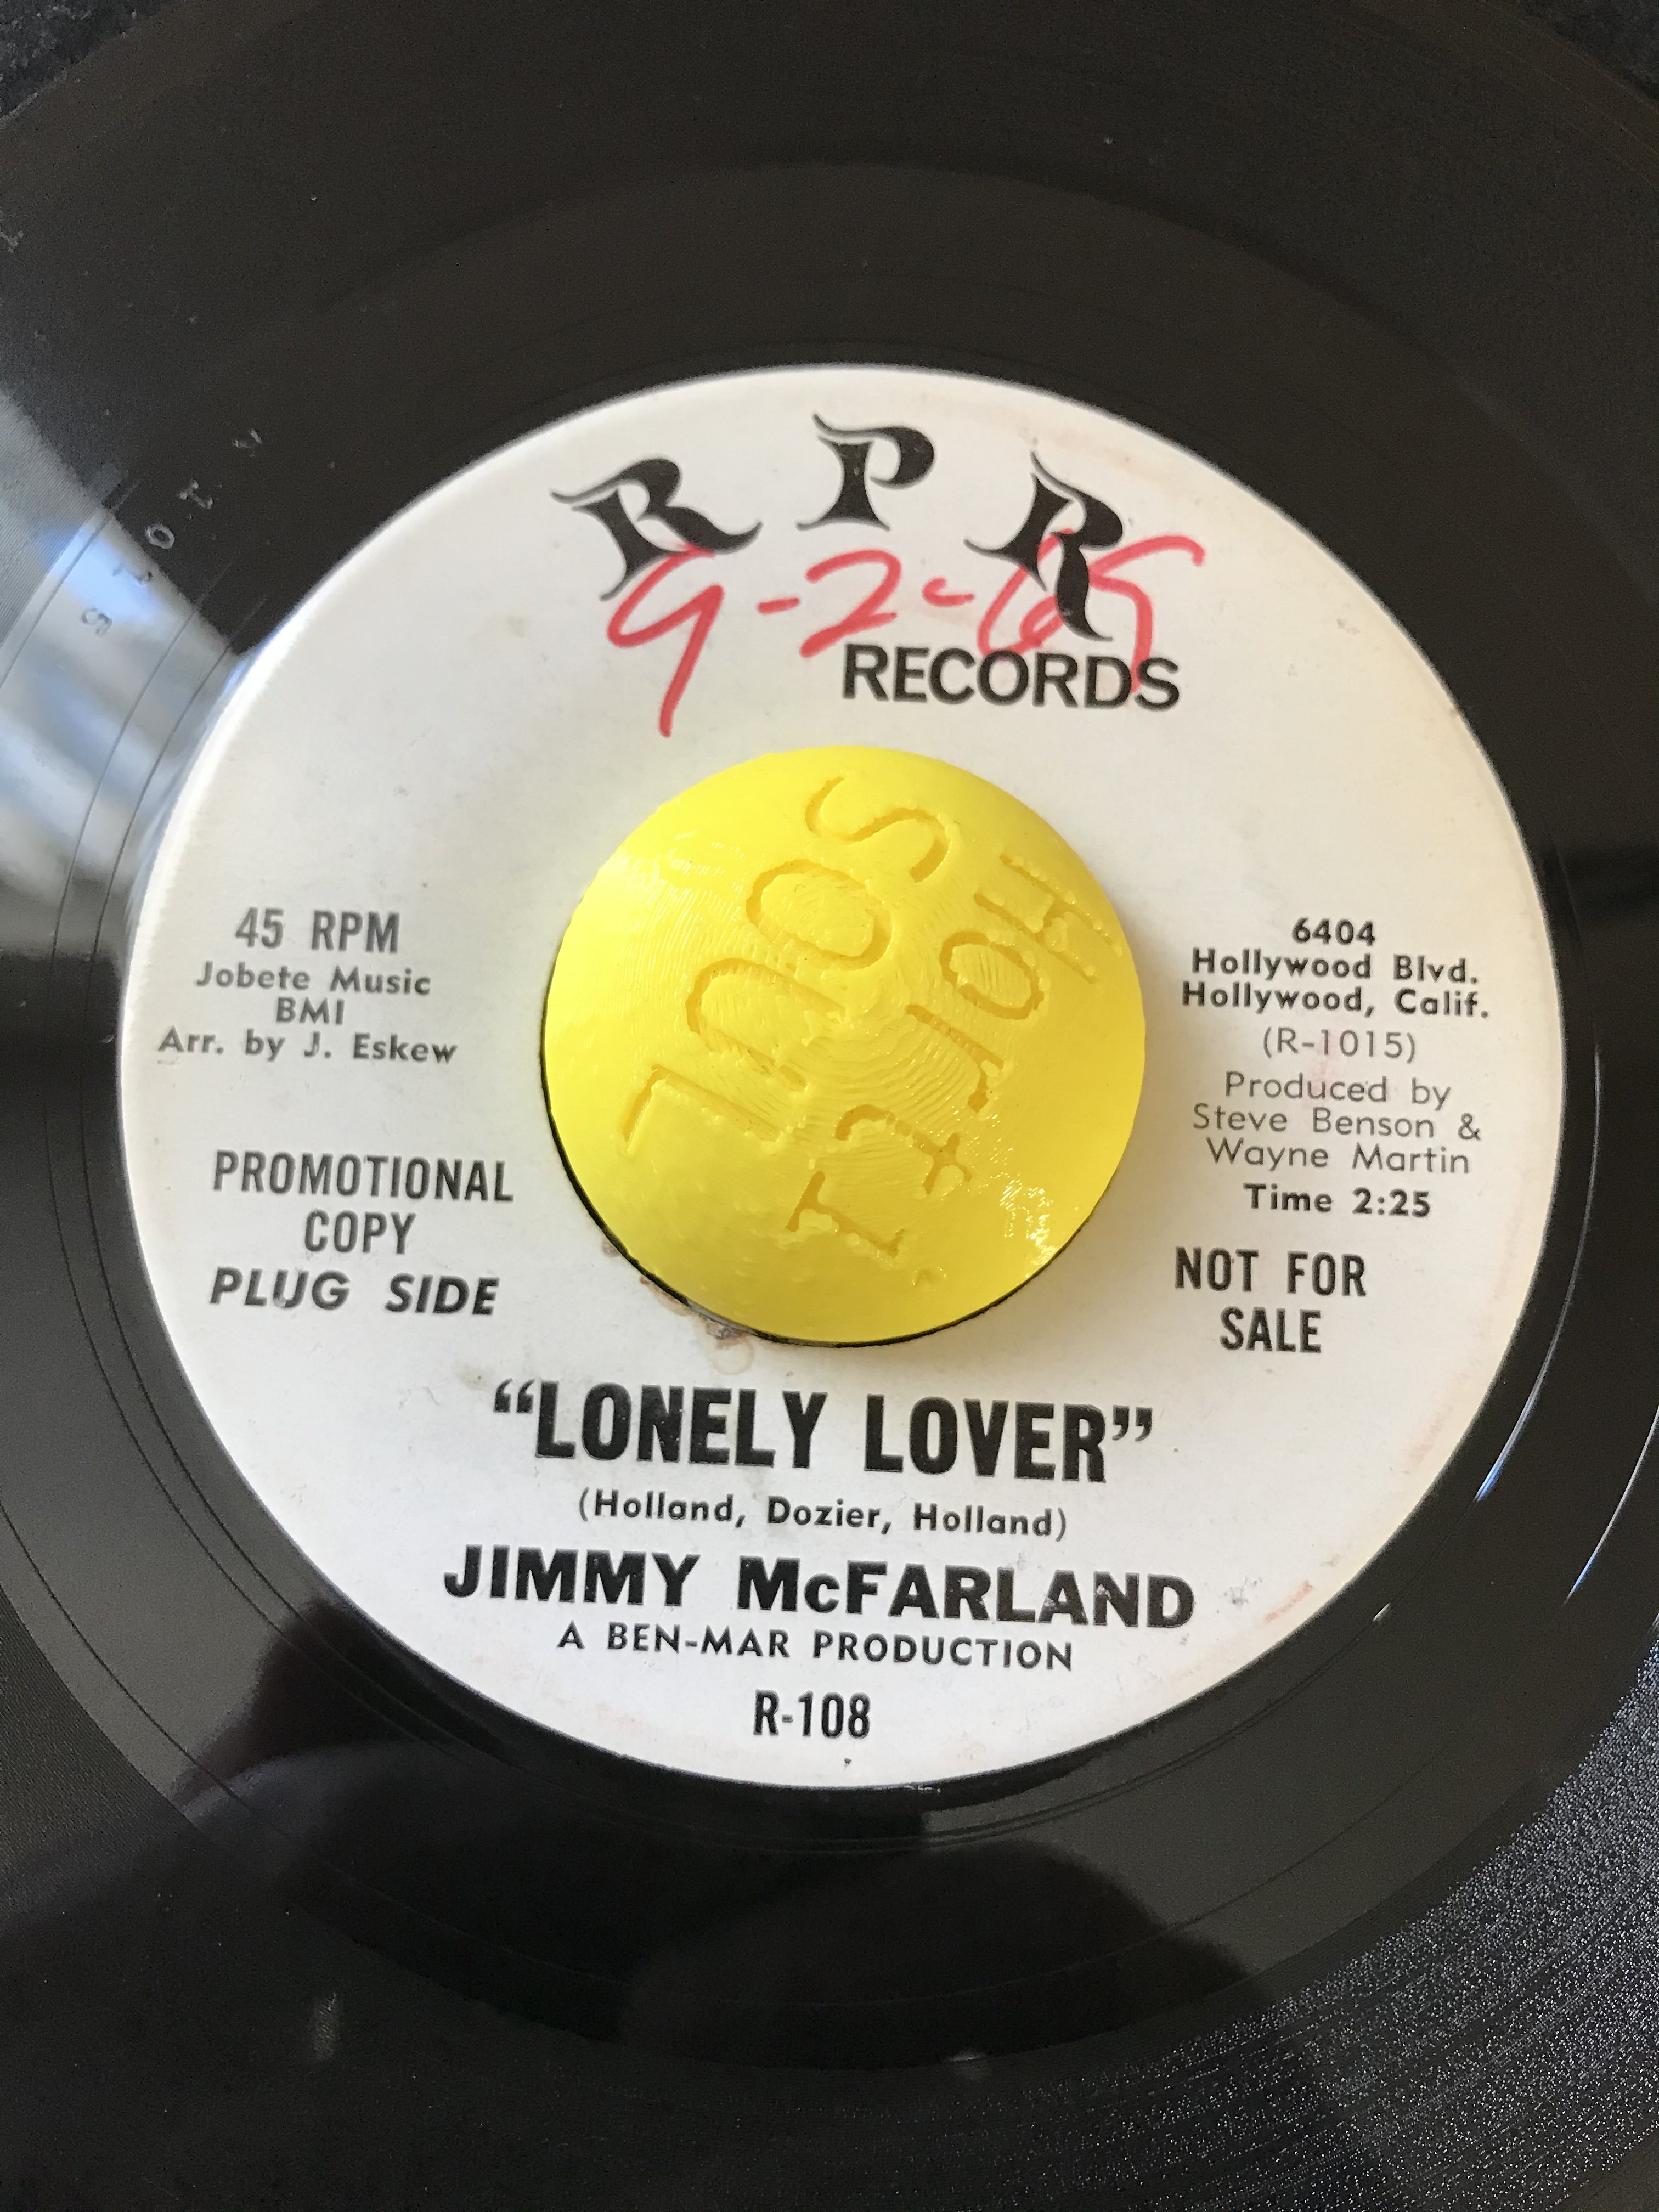 R P R
9-2-65
RECORDS
SOUL
HOLIC
45 RPM
Jobete Music
BMI
Arr. by J. Eskew
PROMOTIONAL
COPY
PLUG SIDE
6404
Hollywood Blvd.
Hollywood, Calif.
(R-1015)
Produced by
Steve Benson &
Wayne Martin
Time 2:25
NOT FOR
SALE
"LONELY LOVER"
(Holland, Dozier, Holland)
JIMMY McFARLAND
A BEN-MAR PRODUCTION
R-108